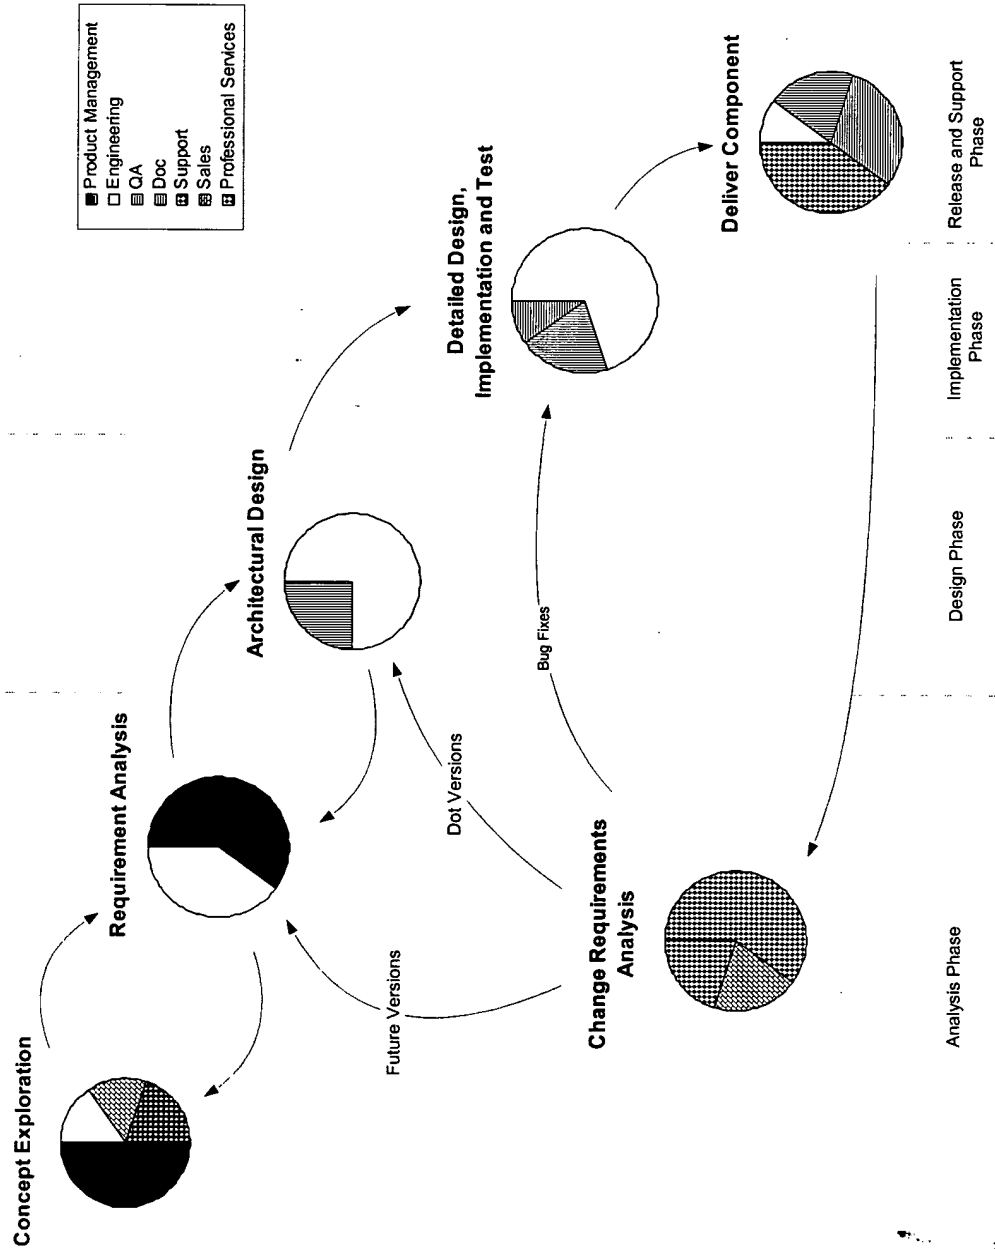 Product Management
Engineering
QA
Doc
Support
Sales
Professional Services
Concept Exploration
Requirement Analysis
Architectural Design
Detailed Design,
Implementation and Test
Deliver Component
Change Requirements
Analysis
Future Versions
Dot Versions
Bug Fixes
Analysis Phase
Design Phase
Implementation
Phase
Release and Support
Phase